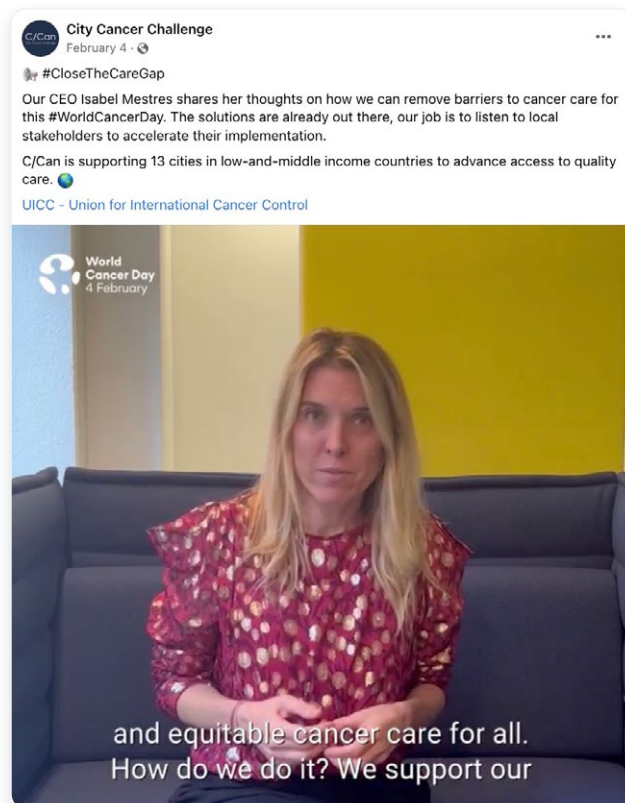 C/Can
City Cancer Challenge
February 4 ·
#CloseTheCareGap
Our CEO Isabel Mestres shares her thoughts on how we can remove barriers to cancer care for
this #WorldCancerDay. The solutions are already out there, our job is to listen to local
stakeholders to accelerate their implementation.
C/Can is supporting 13 cities in low-and-middle income countries to advance access to quality
care.
UICC - Union for International Cancer Control
World
Cancer Day
4 February
and equitable cancer care for all.
How do we do it? We support our